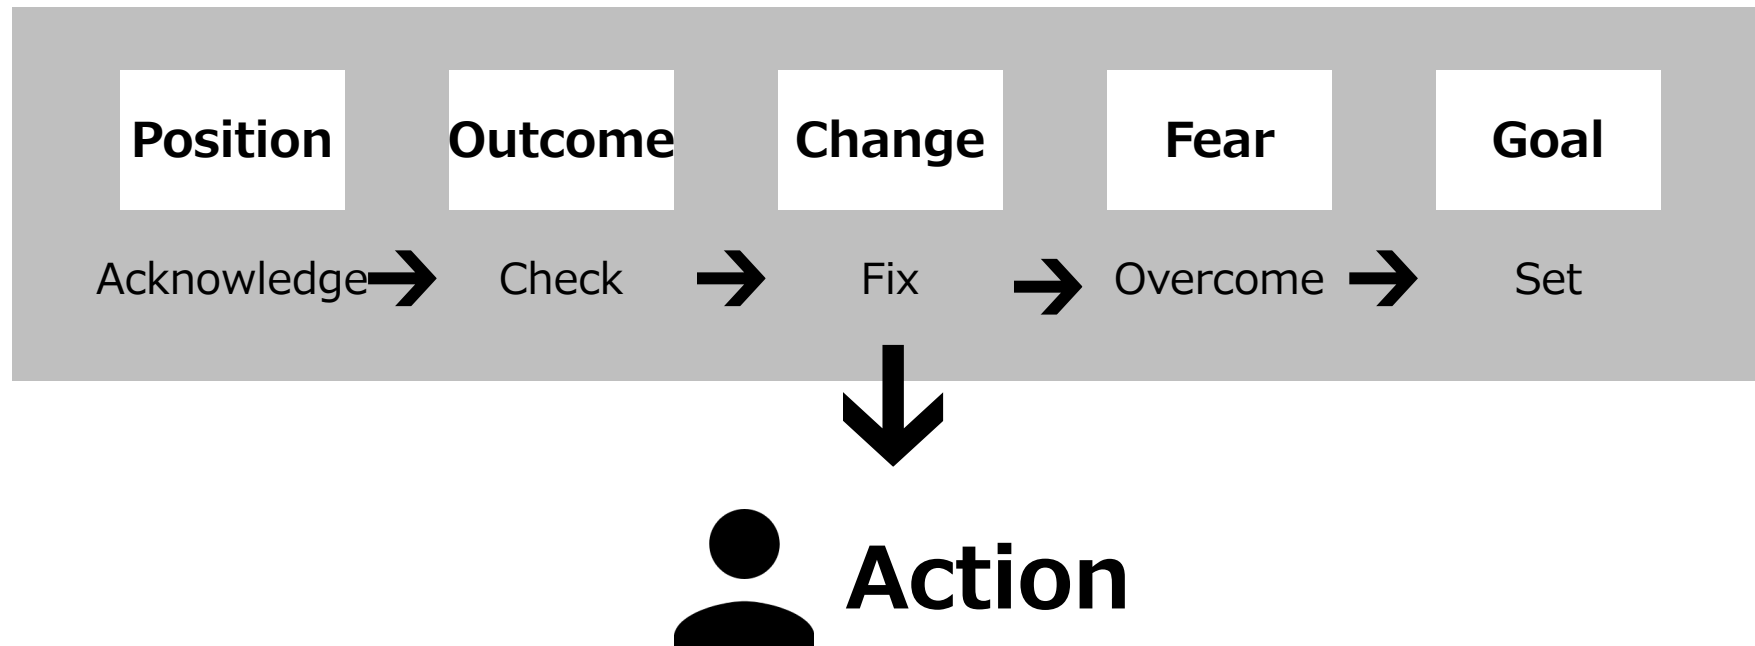 Position Outcome Change Fear Goal
Acknowledge Check Fix Overcome Set
Action